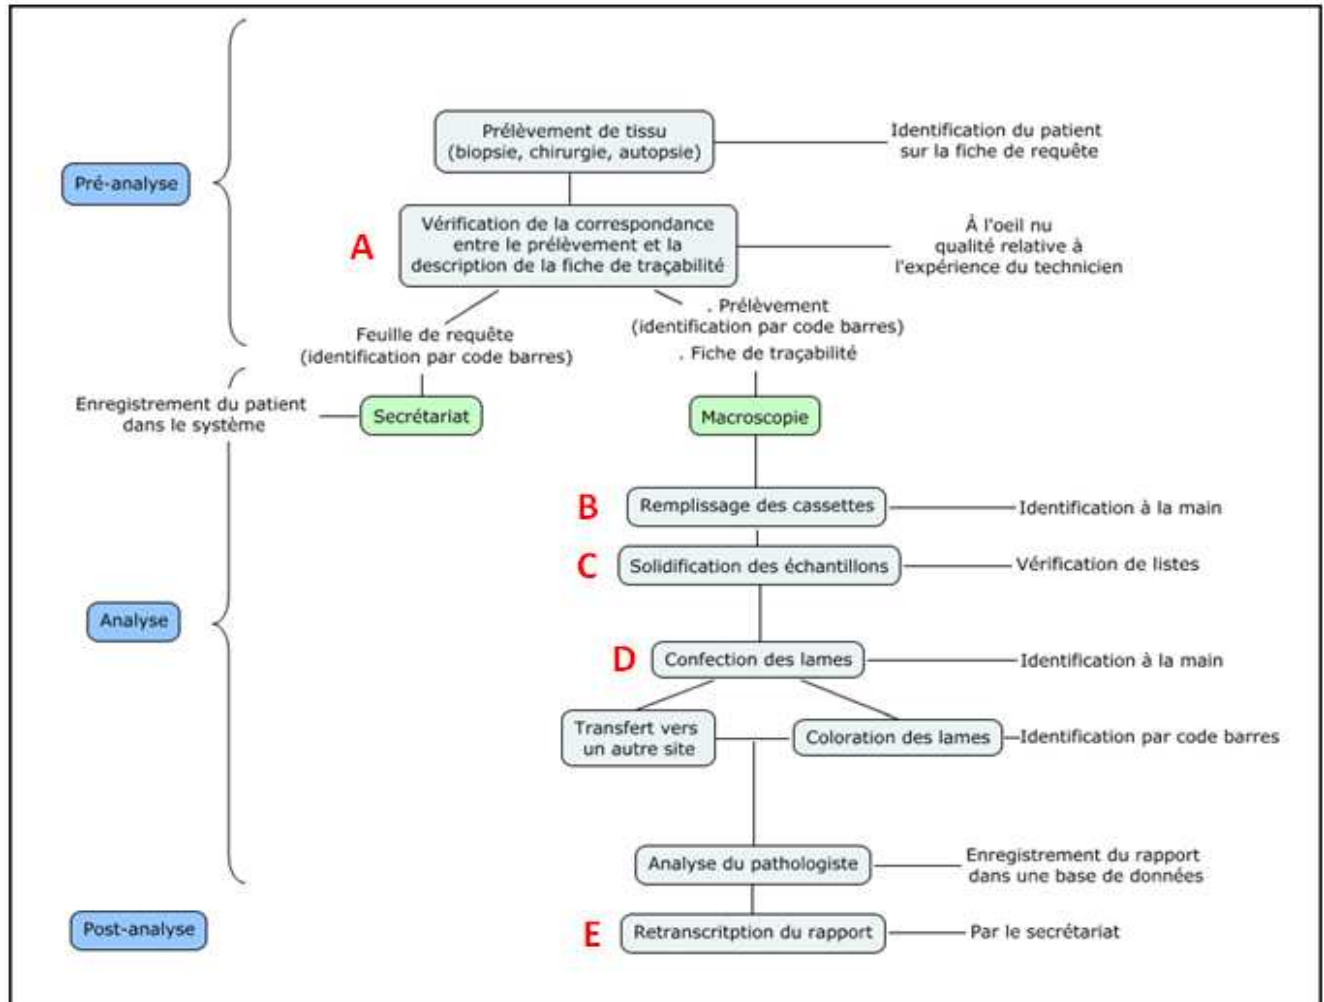 Prélèvement de tissu
(biopsie, chirurgie, autopsie)
Identification du patient
sur la fiche de requête
Pré-analyse
A
Vérification de la correspondance
entre le prélèvement et la
description de la fiche de traçabilité
À l'oeil nu
qualité relative à
l'expérience du technicien
Feuille de requête
(identification par code barres)
. Prélèvement
(identification par code barres)
. Fiche de traçabilité
Enregistrement du patient
dans le système
Secrétariat
Macroscopie
B
Remplissage des cassettes
Identification à la main
C
Solidification des échantillons
Vérification de listes
Analyse
D
Confection des lames
Identification à la main
Transfert vers
un autre site
Coloration des lames
Identification par code barres
Analyse du pathologiste
Enregistrement du rapport
dans une base de données
Post-analyse
E
Retranscritption du rapport
Par le secrétariat